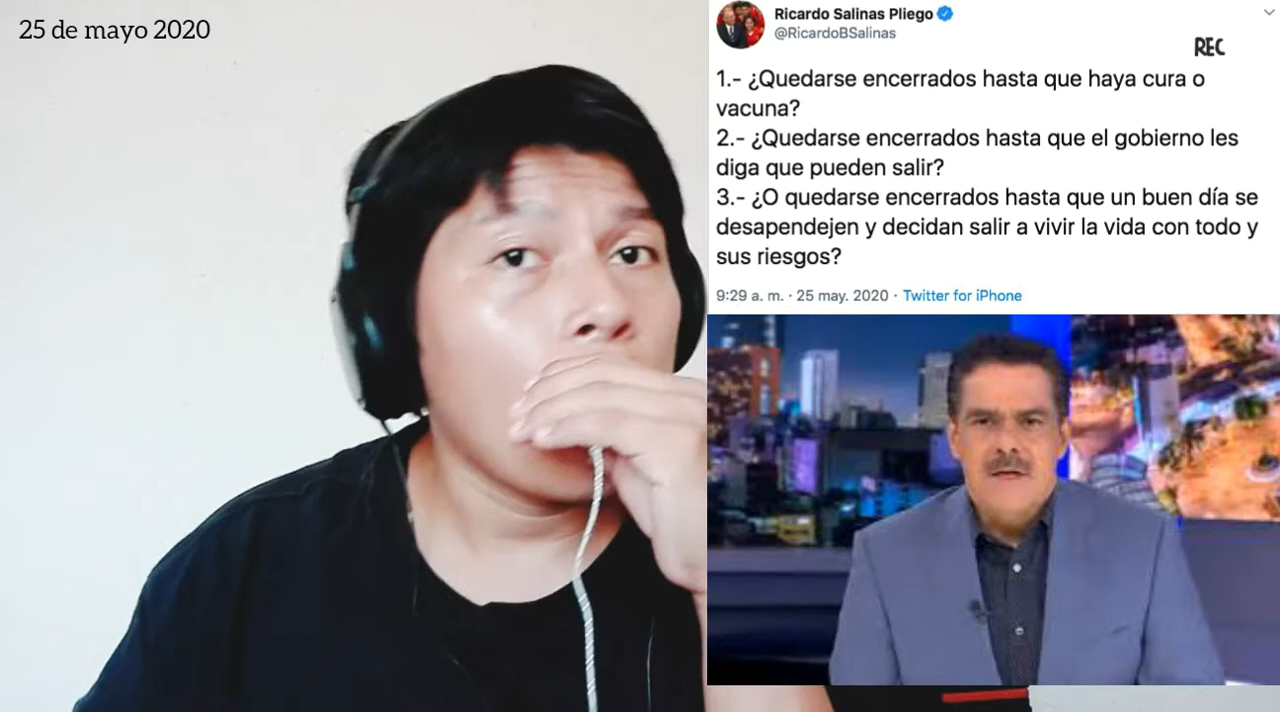 25 de mayo 2020
Ricardo Salinas Pliego
@RicardoBSalinas
REC
1.- ¿Quedarse encerrados hasta que haya cura o
vacuna?
2.- ¿Quedarse encerrados hasta que el gobierno les
diga que pueden salir?
3.- ¿O quedarse encerrados hasta que un buen día se
desapendejen y decidan salir a vivir la vida con todo y
sus riesgos?
9:29 a. m. · 25 may. 2020 · Twitter for iPhone